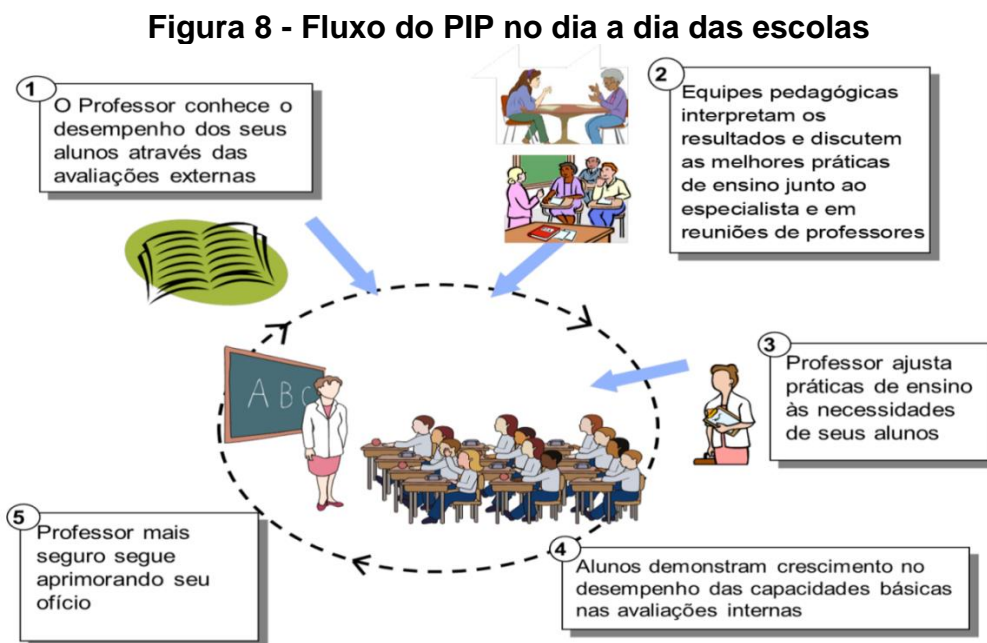 Figura 8 - Fluxo do PIP no dia a dia das escolas
1
O Professor conhece o
desempenho dos seus
alunos através das
avaliações externas
2
Equipes pedagógicas
interpretam os
resultados e discutem
as melhores práticas
de ensino junto ao
especialista e em
reuniões de professores
3
Professor ajusta
práticas de ensino
às necessidades
de seus alunos
ABC
4
Alunos demonstram crescimento no
desempenho das capacidades básicas
nas avaliações internas
5
Professor mais
seguro segue
aprimorando seu
ofício